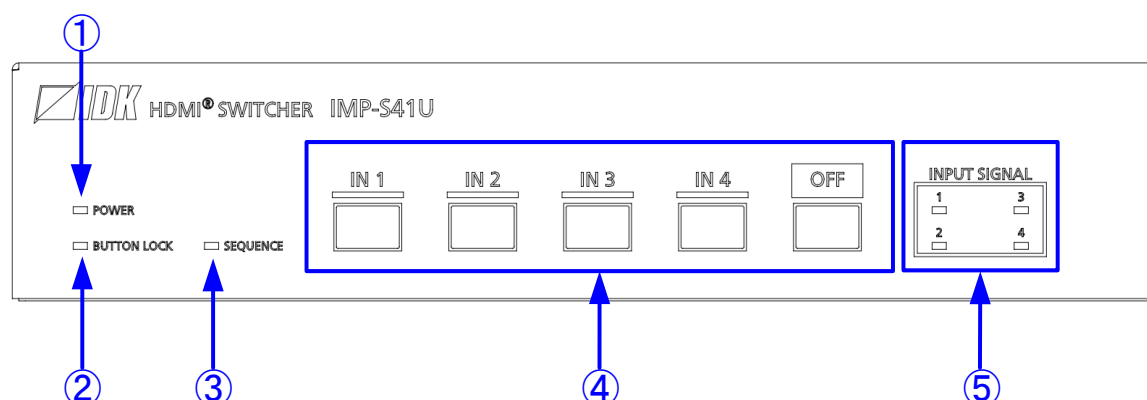 ①
IDK HDMI® SWITCHER IMP-S41U
IN 1 IN 2 IN 3 IN 4 OFF
INPUT SIGNAL
1 3
2 4
POWER
BUTTON LOCK SEQUENCE
② ③ ④ ⑤